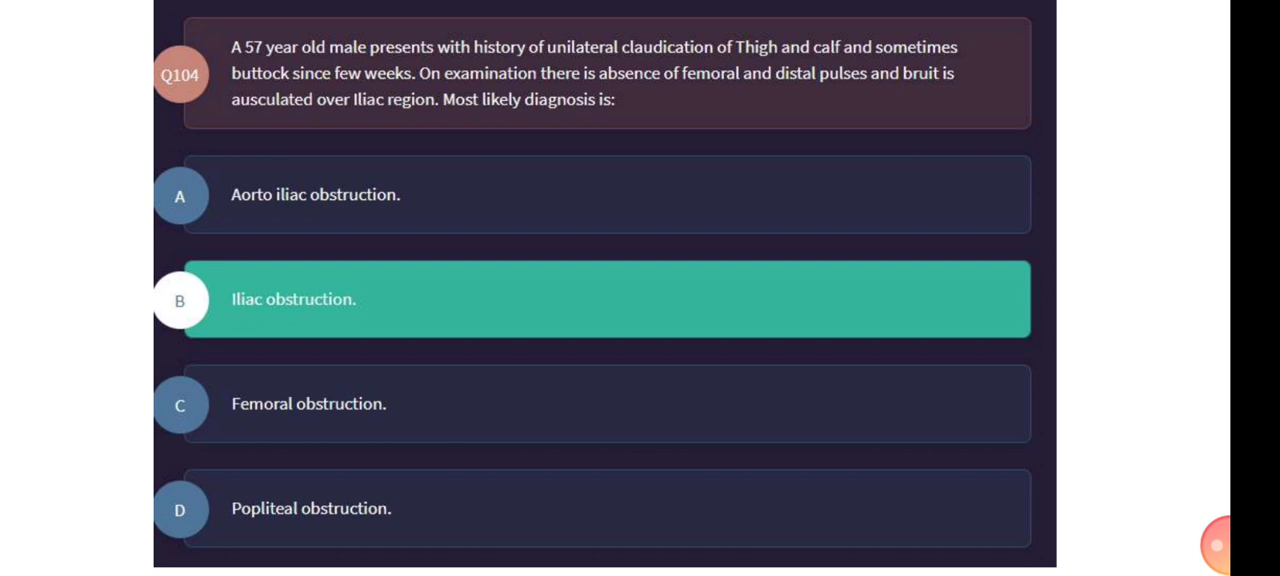 A 57 year old male presents with history of unilateral claudication of Thigh and calf and sometimes
Q104
buttock since few weeks. On examination there is absence of femoral and distal pulses and bruit is
ausculated over Iliac region. Most likely diagnosis is:
A
Aorto iliac obstruction.
B
Iliac obstruction.
C
Femoral obstruction.
D
Popliteal obstruction.